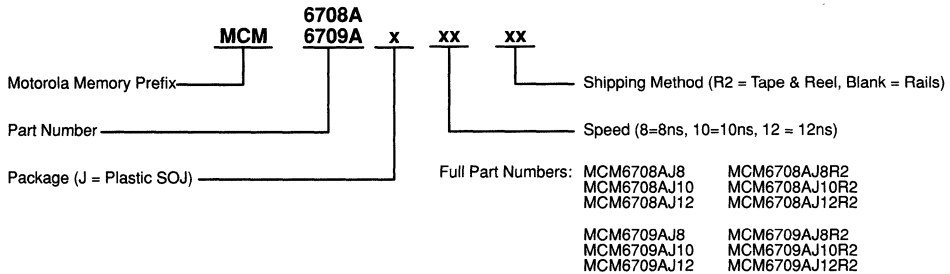 6708A
MCM 6709A x xx xx
Motorola Memory Prefix
Shipping Method (R2 = Tape & Reel, Blank = Rails)
Part Number
Speed (8=8ns, 10=10ns, 12 = 12ns)
Package (J = Plastic SOJ)
Full Part Numbers: MCM6708AJ8 MCM6708AJ8R2
MCM6708AJ10 MCM6708AJ10R2
MCM6708AJ12 MCM6708AJ12R2
MCM6709AJ8 MCM6709AJ8R2
MCM6709AJ10 MCM6709AJ10R2
MCM6709AJ12 MCM6709AJ12R2